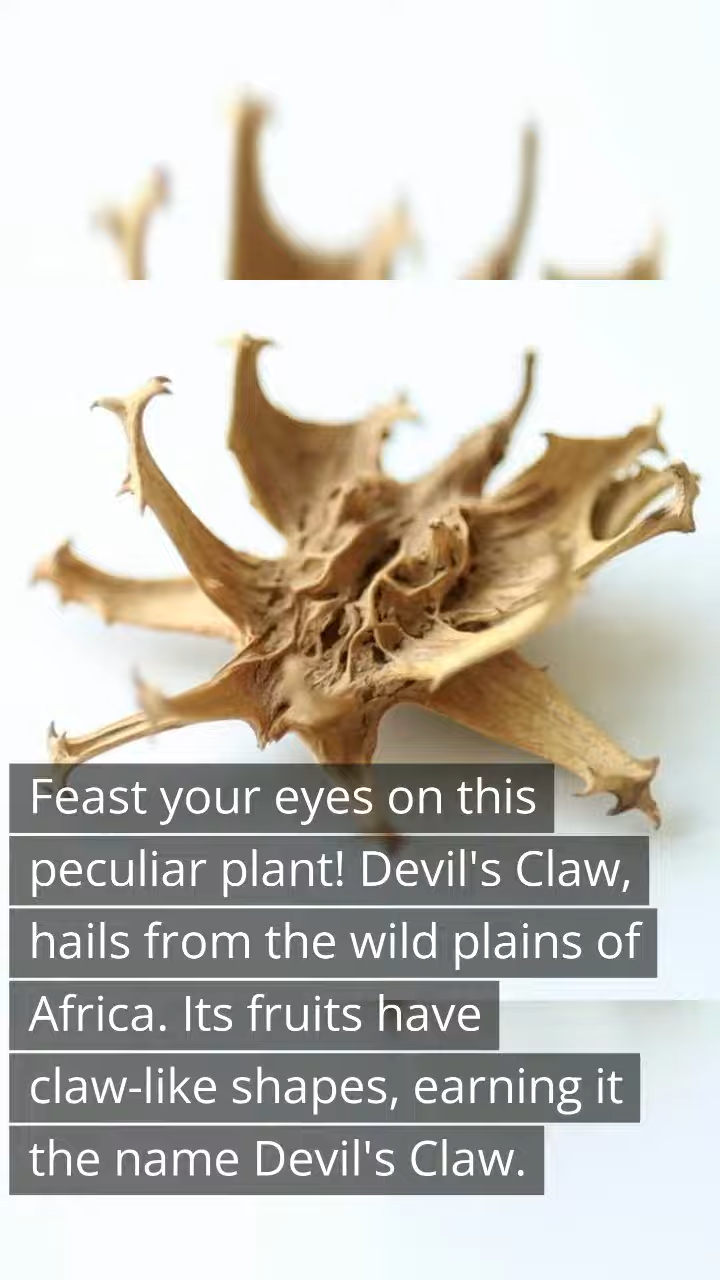 Feast your eyes on this
peculiar plant! Devil's Claw,
hails from the wild plains of
Africa. Its fruits have
claw-like shapes, earning it
the name Devil's Claw.